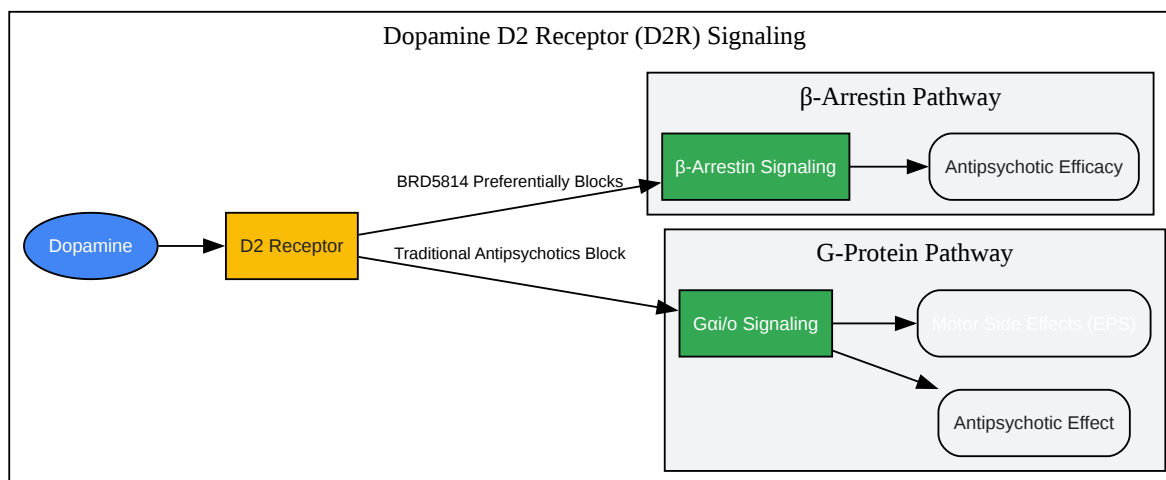 Dopamine D2 Receptor (D2R) Signaling
β-Arrestin Pathway
β-Arrestin Signaling
Antipsychotic Efficacy
BRD5814 Preferentially Blocks
Dopamine
D2 Receptor
Traditional Antipsychotics Block
G-Protein Pathway
Gαi/o Signaling
Motor Side Effects (EPS)
Antipsychotic Effect